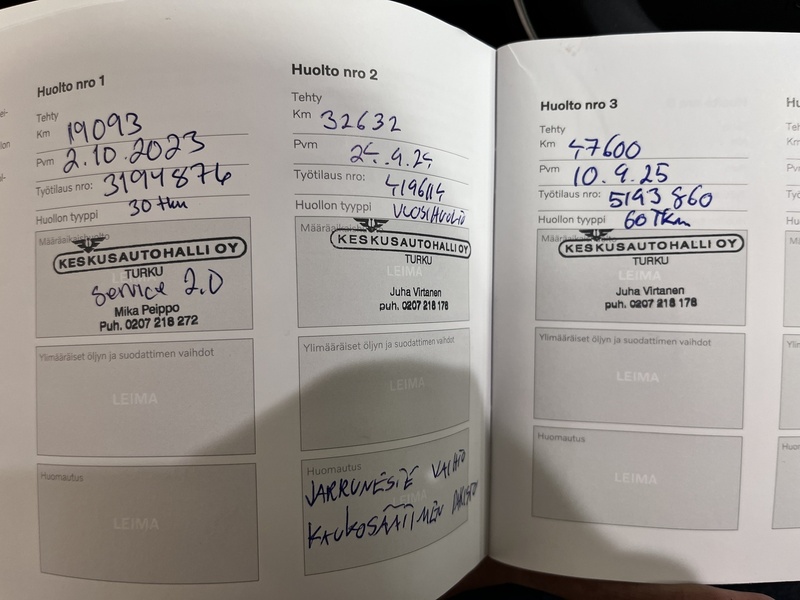 Huolto nro 1
Tehty
Km 19093
Pvm 2.10.2023
Työtilaus nro: 3194876
Huollon tyyppi 30 tkm
Määräaikaishuolto
KESKUSAUTOHALLI OY
TURKU
LEIMA
Service 2.0
Mika Peippo
Puh. 0207 218 272
Ylimääräiset öljyn ja suodattimen vaihdot
LEIMA
Huomautus
LEIMA
Huolto nro 2
Tehty
Km 32632
Pvm 24.9.24
Työtilaus nro:
Huollon tyyppi VUOSIHUOLTO
Määräaikaishuolto
KESKUSAUTOHALLI OY
TURKU
LEIMA
Juha Virtanen
puh. 0207 218 178
Ylimääräiset öljyn ja suodattimen vaihdot
LEIMA
Huomautus
LEIMA
JARRUNESTE VAIHTO
KAUKOSÄÄTIMEN
Huolto nro 3
Tehty
Km 47600
Pvm 10.9.25
Työtilaus nro: 5193860
Huollon tyyppi 60 Tkm
KESKUSAUTOHALLI OY
TURKU
LEIMA
Juha Virtanen
puh. 0207 218 178
Ylimääräiset öljyn ja suodattimen vaihdot
LEIMA
Huomautus
LEIMA